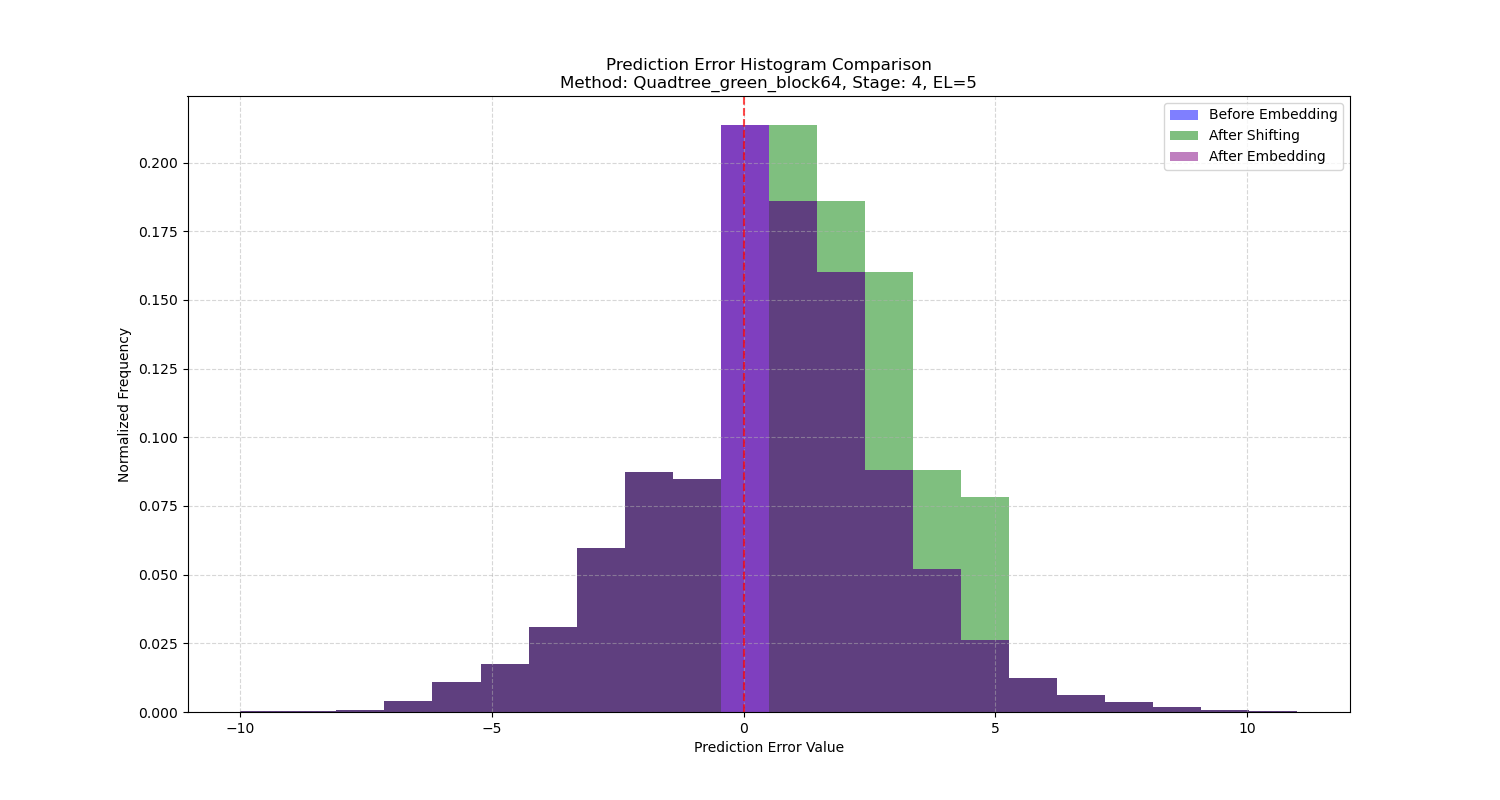 Prediction Error Histogram Comparison
Method: Quadtree_green_block64, Stage: 4, EL=5
Before Embedding
After Shifting
After Embedding
0.200
0.175
0.150
0.125
0.100
0.075
0.050
0.025
0.000
Normalized Frequency
−10
−5
0
5
10
Prediction Error Value